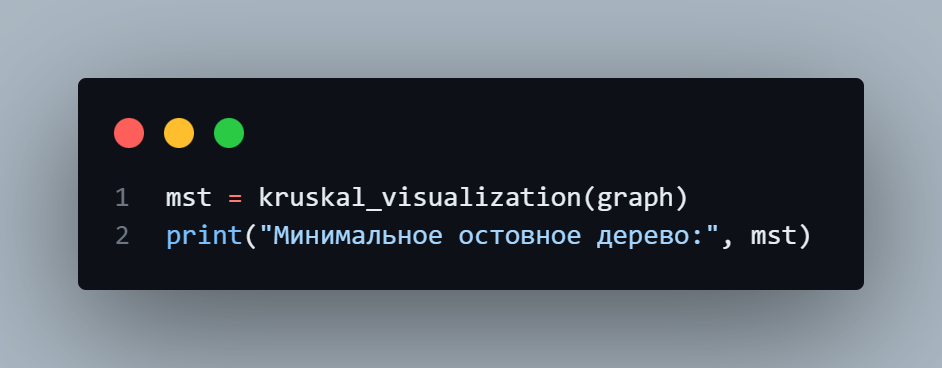 1 mst = kruskal_visualization(graph)
2 print("Минимальное остовное дерево:", mst)